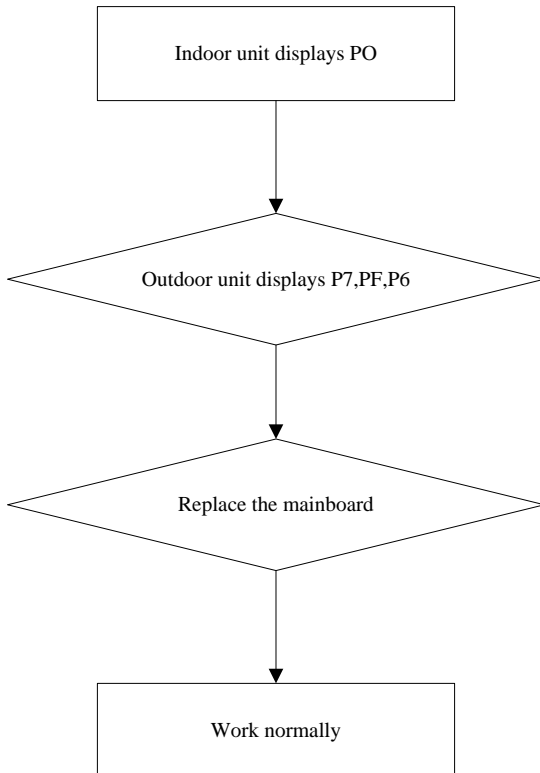 Indoor unit displays PO
Outdoor unit displays P7,PF,P6
Replace the mainboard
Work normally